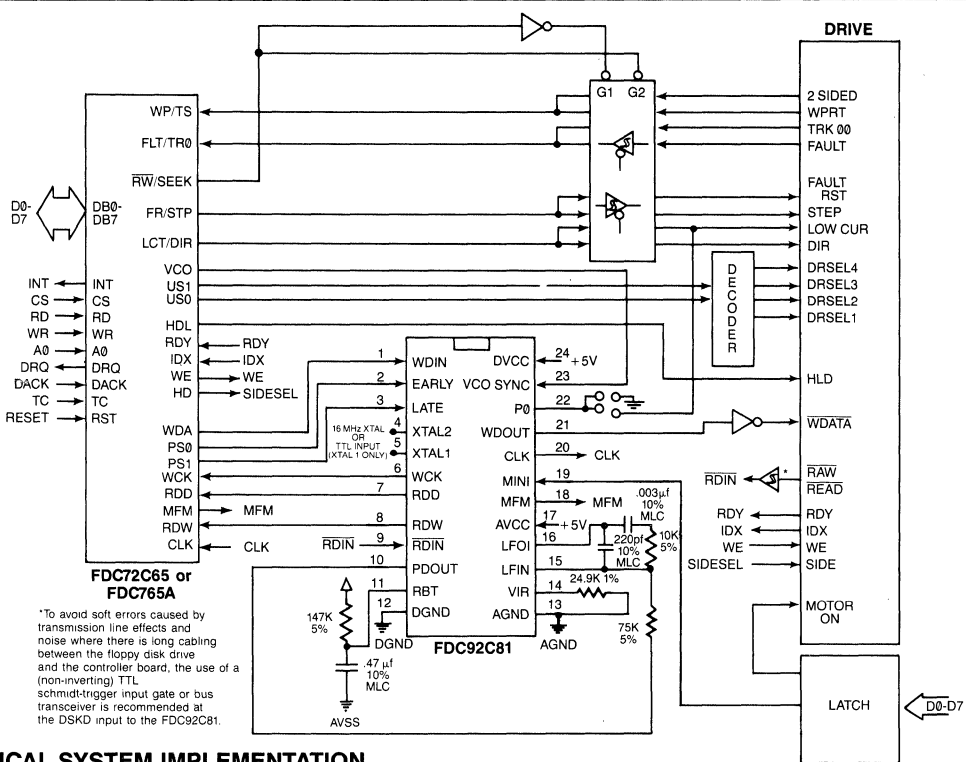 DRIVE
G1 G2
WP/TS
FLT/TR0
RW/SEEK
FR/STP
LCT/DIR
VCO
US1
US0
HDL
RDY
IDX
WE
HD
WDA
PS0
PS1
WCK
RDD
MFM
RDW
CLK
D0-
D7
DB0-
DB7
INT
CS
RD
WR
A0
DRQ
DACK
TC
RESET
INT
CS
RD
WR
A0
DRQ
DACK
TC
RST
RDY
IDX
WE
SIDESEL
MFM
CLK
FDC72C65 or
FDC765A
2 SIDED
WPRT
TRK 00
FAULT
FAULT
RST
STEP
LOW CUR
DIR
DECODER
DRSEL4
DRSEL3
DRSEL2
DRSEL1
HLD
WDATA
RDIN
*
RAW
READ
RDY
IDX
WE
SIDESEL
RDY
IDX
WE
SIDE
MOTOR
ON
LATCH
D0-D7
1 WDIN
2 EARLY
3 LATE
4 XTAL2
5 XTAL1
6 WCK
7 RDD
8 RDW
RDIN 9 RDIN
10 PDOUT
11 RBT
12 DGND
16 MHz XTAL
OR
TTL INPUT
(XTAL 1 ONLY)
DVCC 24 +5V
VCO SYNC 23
P0 22
WDOUT 21
CLK 20 CLK
MINI 19
MFM 18 MFM
AVCC 17 +5V
LFOI 16
LFIN 15
VIR 14
AGND 13
FDC92C81
DGND
AGND
.003µf
10%
MLC
220pf
10%
MLC
10K
5%
24.9K 1%
75K
5%
147K
5%
.47 µf
10%
MLC
AVSS
*To avoid soft errors caused by
transmission line effects and
noise where there is long cabling
between the floppy disk drive
and the controller board, the use of a
(non-inverting) TTL
schmidt-trigger input gate or bus
transceiver is recommended at
the DSKD input to the FDC92C81.
ICAL SYSTEM IMPLEMENTATION